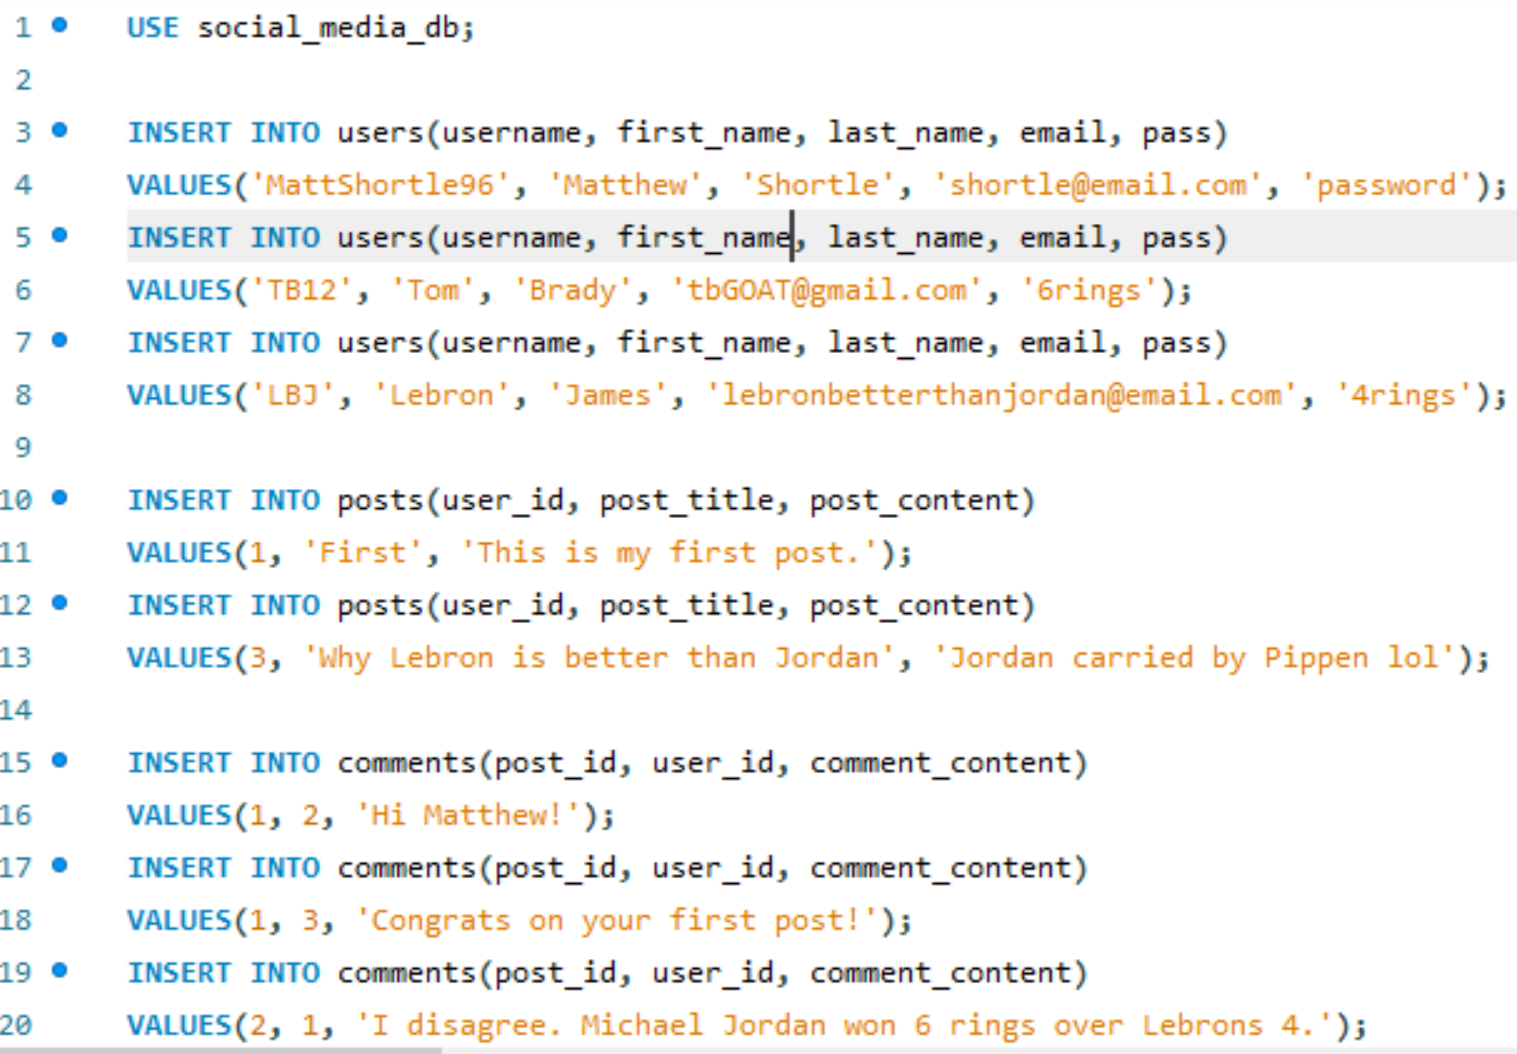 1 USE social_media_db;
2
3 INSERT INTO users(username, first_name, last_name, email, pass)
4 VALUES('MattShortle96', 'Matthew', 'Shortle', 'shortle@email.com', 'password');
5 INSERT INTO users(username, first_name, last_name, email, pass)
6 VALUES('TB12', 'Tom', 'Brady', 'tbGOAT@gmail.com', '6rings');
7 INSERT INTO users(username, first_name, last_name, email, pass)
8 VALUES('LBJ', 'Lebron', 'James', 'lebronbetterthanjordan@email.com', '4rings');
9
10 INSERT INTO posts(user_id, post_title, post_content)
11 VALUES(1, 'First', 'This is my first post.');
12 INSERT INTO posts(user_id, post_title, post_content)
13 VALUES(3, 'Why Lebron is better than Jordan', 'Jordan carried by Pippen lol');
14
15 INSERT INTO comments(post_id, user_id, comment_content)
16 VALUES(1, 2, 'Hi Matthew!');
17 INSERT INTO comments(post_id, user_id, comment_content)
18 VALUES(1, 3, 'Congrats on your first post!');
19 INSERT INTO comments(post_id, user_id, comment_content)
20 VALUES(2, 1, 'I disagree. Michael Jordan won 6 rings over Lebrons 4.');